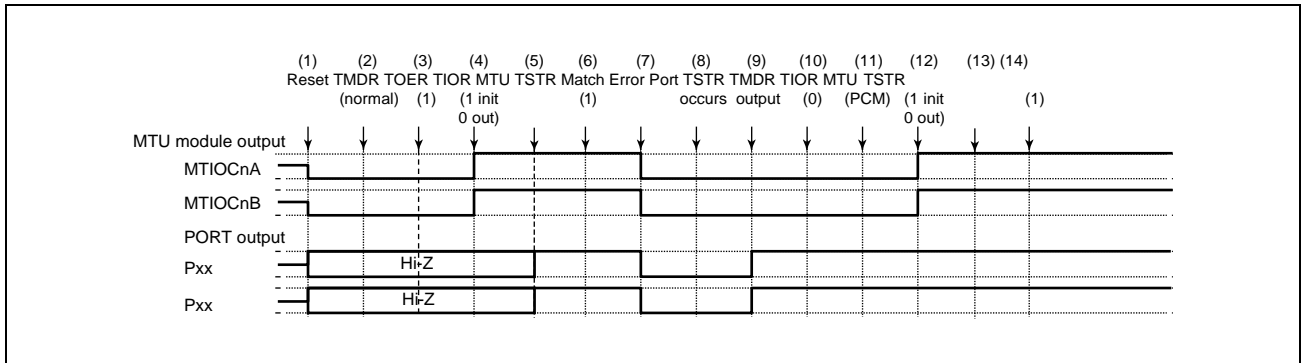 (1) (2) (3) (4) (5) (6) (7) (8) (9) (10) (11) (12) (13) (14)
Reset TMDR TOER TIOR MTU TSTR Match Error Port TSTR TMDR TIOR MTU TSTR
(normal) (1) (1 init (1) occurs output (0) (PCM) (1 init (1)
0 out) 0 out)
MTU module output
MTIOCnA
MTIOCnB
PORT output
Pxx Hi-Z
Pxx Hi-Z